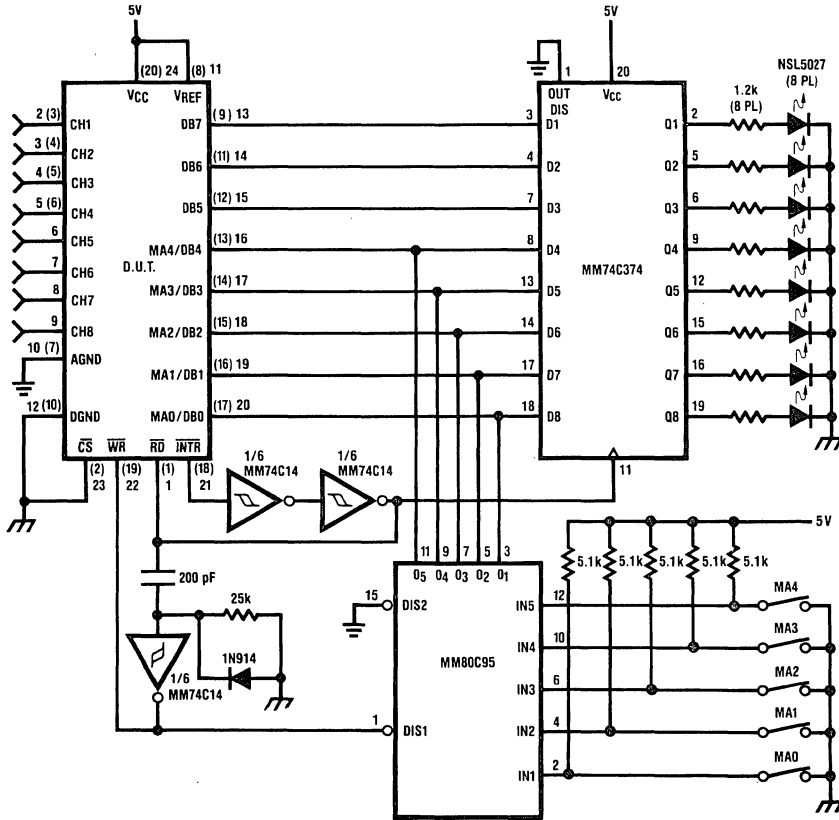 5V
(20) 24
(8) 11
VCC
VREF
2 (3) CH1
3 (4) CH2
4 (5) CH3
5 (6) CH4
6 CH5
7 CH6
8 CH7
9 CH8
10 (7) AGND
12 (10) DGND
D.U.T.
DB7 (9) 13
DB6 (11) 14
DB5 (12) 15
MA4/DB4 (13) 16
MA3/DB3 (14) 17
MA2/DB2 (15) 18
MA1/DB1 (16) 19
MA0/DB0 (17) 20
CS WR RD INTR
(2) 23
(19) 22
(1) 1
(18) 21
1/6 MM74C14
1/6 MM74C14
200 pF
25k
1N914
1/6 MM74C14
5V
1
20
OUT DIS
VCC
3 D1
4 D2
7 D3
8 D4
13 D5
14 D6
17 D7
18 D8
MM74C374
Q1 2
Q2 5
Q3 6
Q4 9
Q5 12
Q6 15
Q7 16
Q8 19
11
1.2k (8 PL)
NSL5027 (8 PL)
11 9 7 5 3
O5 O4 O3 O2 O1
15 DIS2
1 DIS1
MM80C95
IN5 12
IN4 10
IN3 6
IN2 4
IN1 2
5V
5.1k 5.1k 5.1k 5.1k 5.1k
MA4
MA3
MA2
MA1
MA0